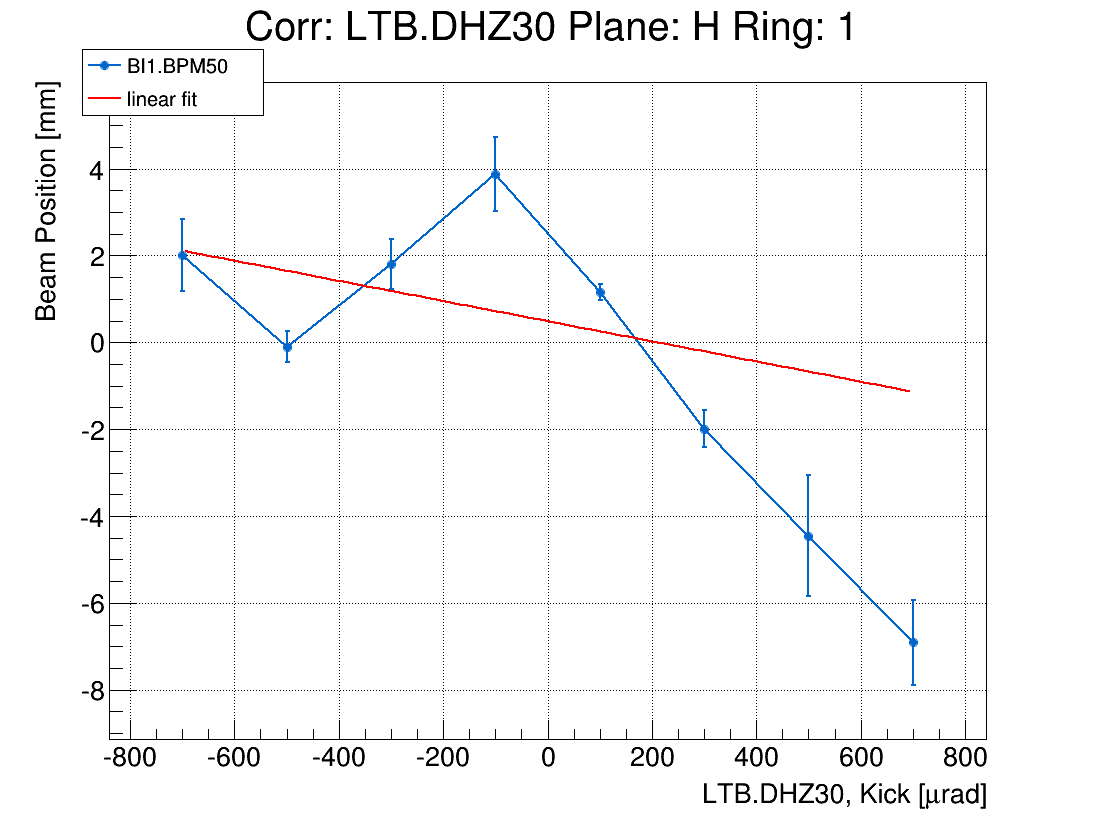 Corr: LTB.DHZ30 Plane: H Ring: 1
BI1.BPM50
linear fit
Beam Position [mm]
4
2
0
-2
-4
-6
-8
-800 -600 -400 -200 0 200 400 600 800
LTB.DHZ30, Kick [μrad]